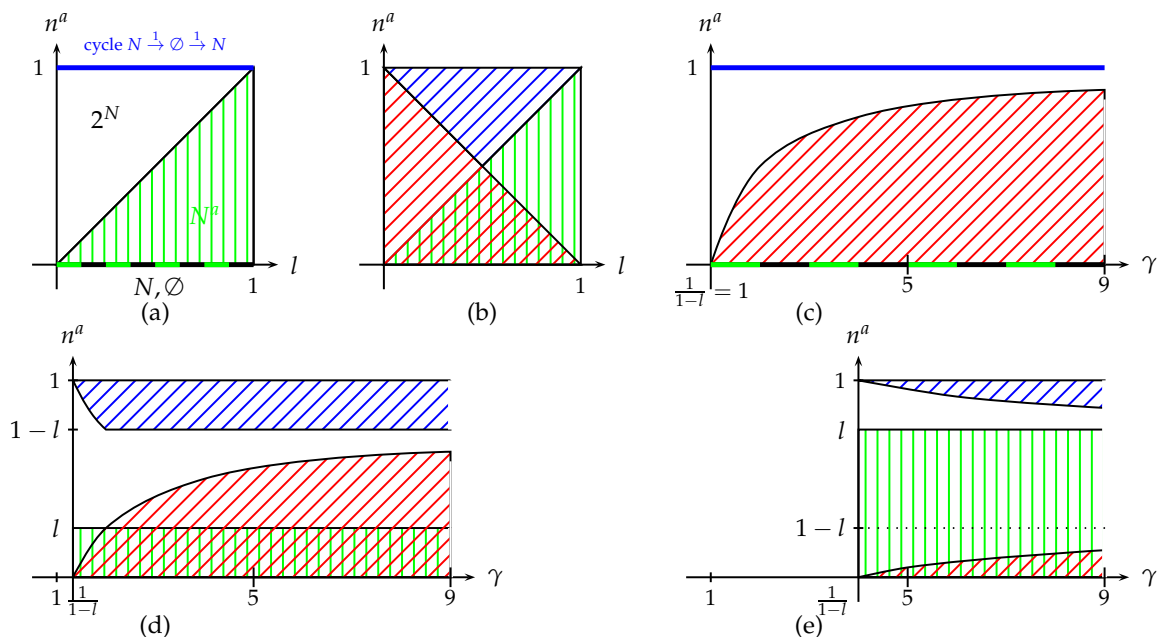 n^a
cycle N →^1 ∅ →^1 N
1
2^N
N^a
N, ∅
1
l
(a)
n^a
1
1
l
(b)
n^a
1
1/(1−l) = 1
5
9
γ
(c)
n^a
1
1 − l
l
1
1/(1−l)
5
9
γ
(d)
n^a
1
l
1 − l
1
1/(1−l)
5
9
γ
(e)